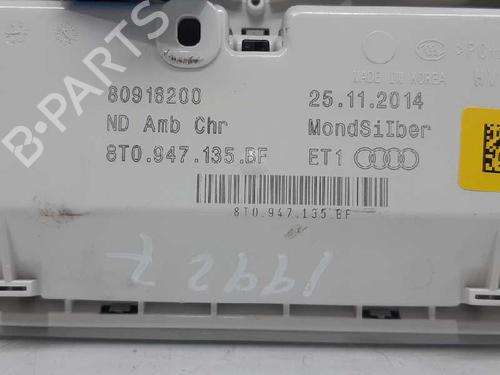 MADE IN KOREA
80918200 25.11.2014
ND Amb Chr MondSilber
8T0.947.135.BF ET1
8T0.947.135.BF
1992
B-PARTS